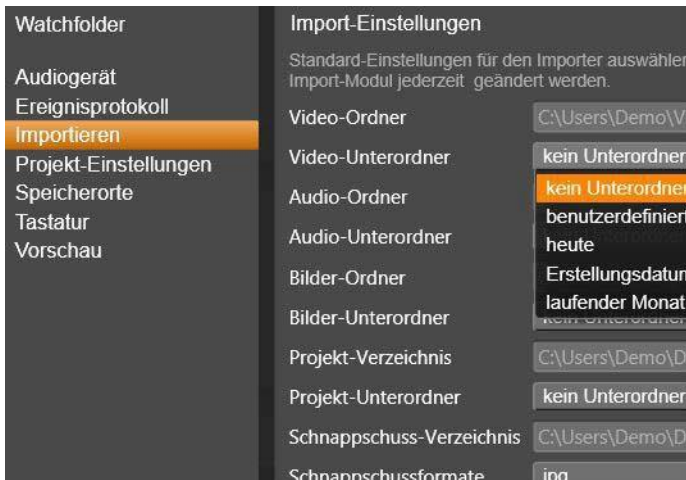 Watchfolder
Audiogerät
Ereignisprotokoll
Importieren
Projekt-Einstellungen
Speicherorte
Tastatur
Vorschau
Import-Einstellungen
Standard-Einstellungen für den Importer auswählen
Import-Modul jederzeit geändert werden.
Video-Ordner C:\Users\Demo\V
Video-Unterordner kein Unterordner
kein Unterordner
benutzerdefiniert
heute
Erstellungsdatum
laufender Monat
Audio-Ordner
Audio-Unterordner
Bilder-Ordner
Bilder-Unterordner kein Unterordner
Projekt-Verzeichnis C:\Users\Demo\D
Projekt-Unterordner kein Unterordner
Schnappschuss-Verzeichnis C:\Users\Demo\D
Schnappschussformate jpg